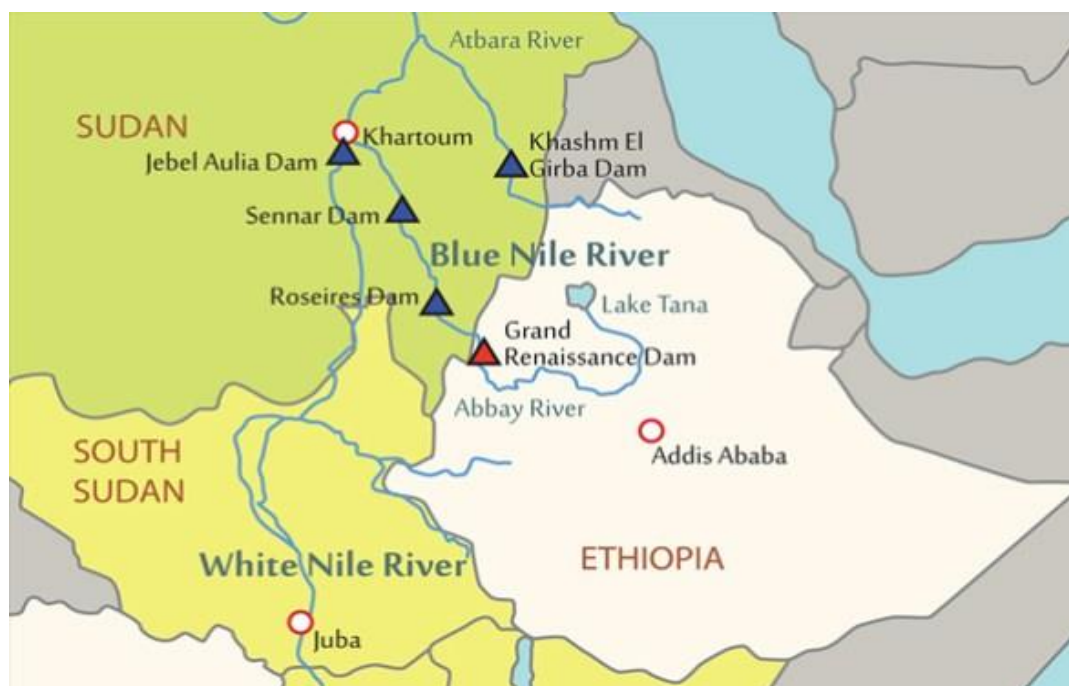 Atbara River
SUDAN
Khartoum
Jebel Aulia Dam
Khashm El
Girba Dam
Sennar Dam
Blue Nile River
Roseires Dam
Lake Tana
Grand
Renaissance Dam
Abbay River
SOUTH
SUDAN
Addis Ababa
White Nile River
ETHIOPIA
Juba